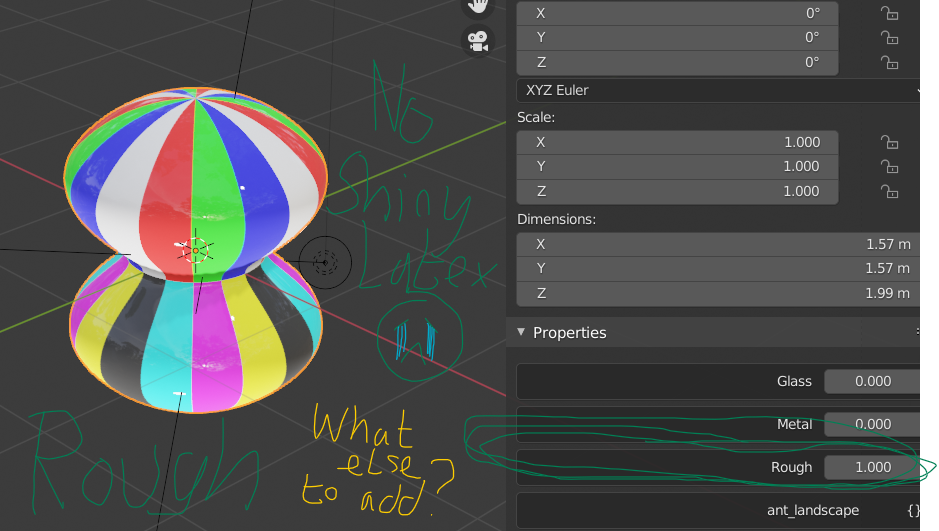 X 0°
Y 0°
Z 0°
XYZ Euler
Scale:
X 1.000
Y 1.000
Z 1.000
Dimensions:
X 1.57 m
Y 1.57 m
Z 1.99 m
Properties
Glass 0.000
Metal 0.000
Rough 1.000
ant_landscape {}
NG
Shiny
Latex
Rough
What
else
to add?